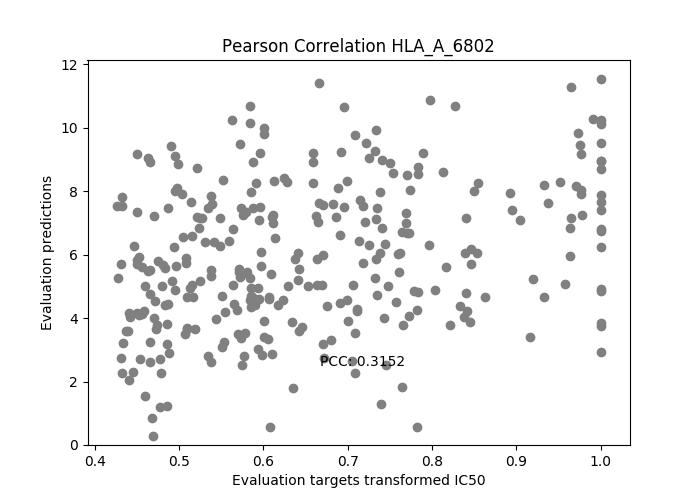 Pearson Correlation HLA_A_6802
12
10
8
6
4
2
0
Evaluation predictions
PCC: 0.3152
0.4 0.5 0.6 0.7 0.8 0.9 1.0
Evaluation targets transformed IC50